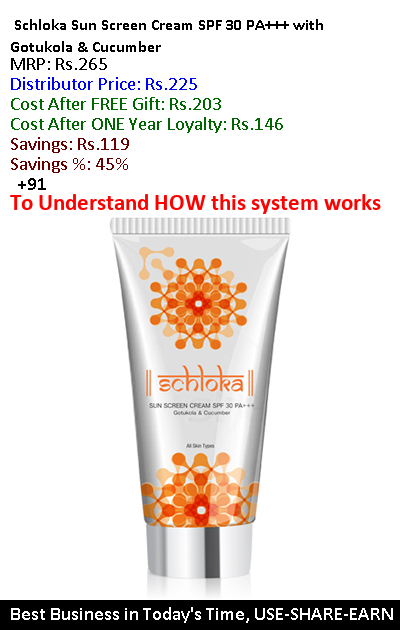 Schloka Sun Screen Cream SPF 30 PA+++ with
Gotukola & Cucumber
MRP: Rs.265
Distributor Price: Rs.225
Cost After FREE Gift: Rs.203
Cost After ONE Year Loyalty: Rs.146
Savings: Rs.119
Savings %: 45%
+91
To Understand HOW this system works
|| schloka ||
SUN SCREEN CREAM SPF 30 PA+++
Gotukola & Cucumber
All Skin Types
Best Business in Today's Time, USE-SHARE-EARN